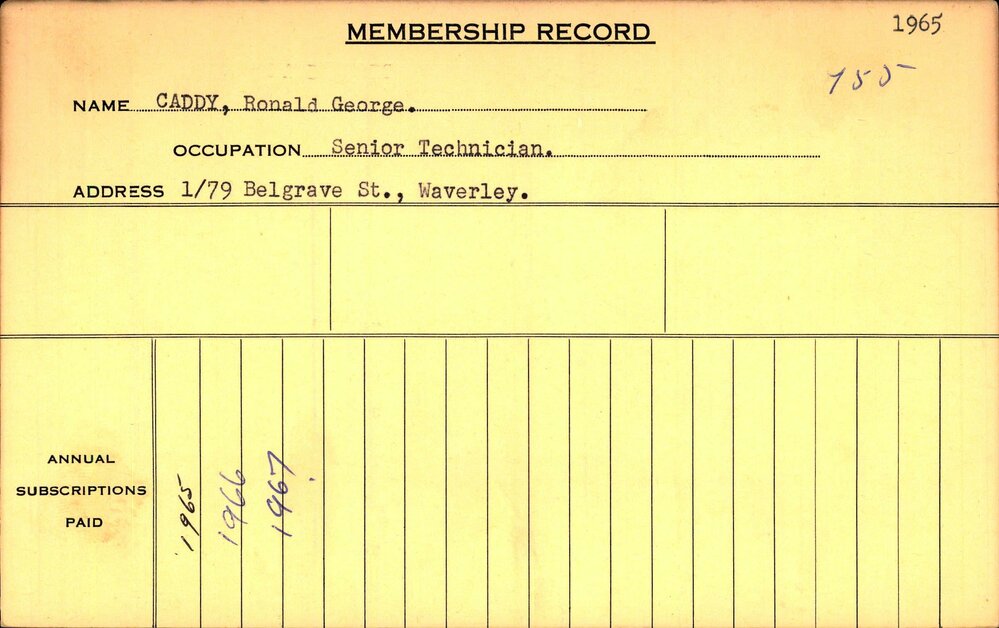 MEMBERSHIP RECORD
1965
155
NAME CADDY, Ronald George.
OCCUPATION Senior Technician.
ADDRESS 1/79 Belgrave St., Waverley.
ANNUAL
SUBSCRIPTIONS
PAID
1965
1966
1967